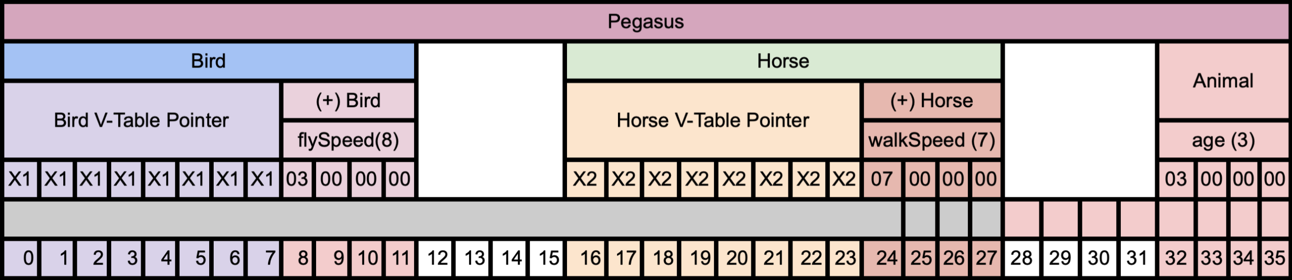 Pegasus
Bird Horse
Animal
Bird V-Table Pointer (+) Bird Horse V-Table Pointer (+) Horse
flySpeed(8) walkSpeed (7) age (3)
X1 X1 X1 X1 X1 X1 X1 X1 03 00 00 00 X2 X2 X2 X2 X2 X2 X2 X2 07 00 00 00 03 00 00 00
0 1 2 3 4 5 6 7 8 9 10 11 12 13 14 15 16 17 18 19 20 21 22 23 24 25 26 27 28 29 30 31 32 33 34 35